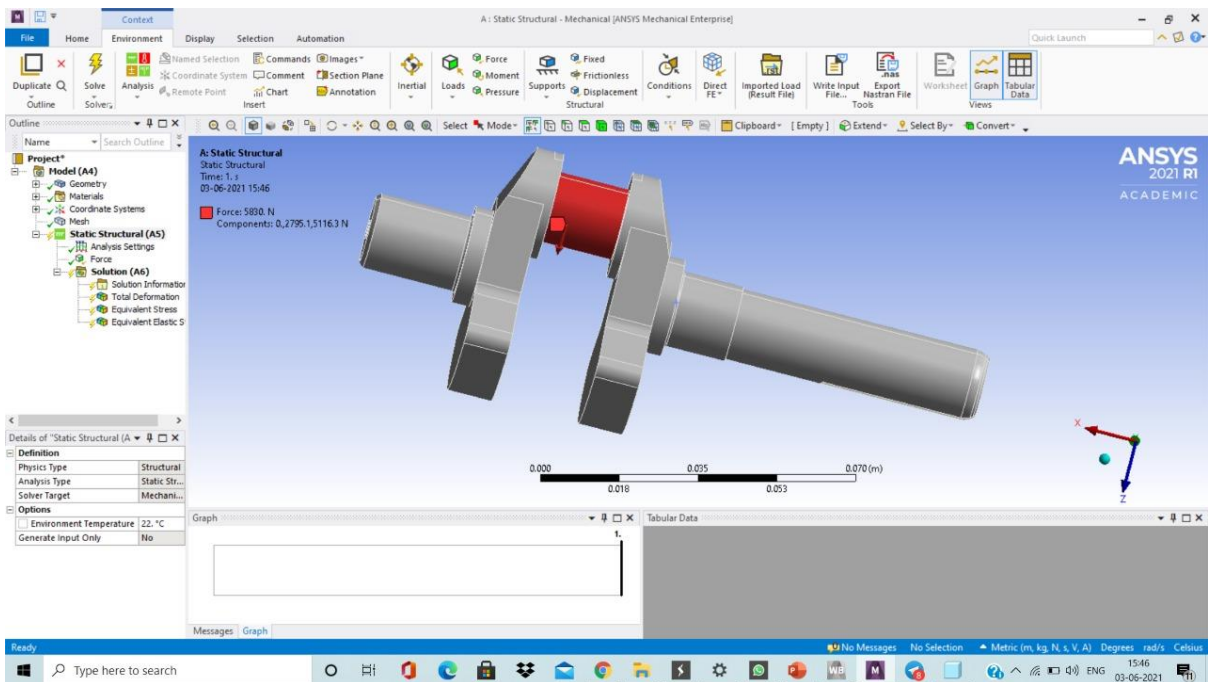 A : Static Structural - Mechanical [ANSYS Mechanical Enterprise]
Context
File Home Environment Display Selection Automation
Quick Launch
Duplicate Q
Outline
Solve
Solver
Analysis
Named Selection
Coordinate System
Remote Point
Commands
Comment
Chart
Images
Section Plane
Annotation
Insert
Inertial
Loads
Force
Moment
Pressure
Supports
Fixed
Frictionless
Displacement
Structural
Conditions
Direct FE
Imported Load (Result File)
Write Input File...
.nas
Export Nastran File
Tools
Worksheet
Graph
Tabular Data
Views
Outline
Select Mode
Clipboard [ Empty ] Extend Select By Convert
Name Search Outline
Project*
Model (A4)
Geometry
Materials
Coordinate Systems
Mesh
Static Structural (A5)
Analysis Settings
Force
Solution (A6)
Solution Informatior
Total Deformation
Equivalent Stress
Equivalent Elastic S
A: Static Structural
Static Structural
Time: 1. s
03-06-2021 15:46
Force: 5830. N
Components: 0.,2795.1,5116.3 N
ANSYS
2021 R1
ACADEMIC
X
Z
0.000 0.035 0.070 (m)
0.018 0.053
Details of "Static Structural (A
Definition
Physics Type Structural
Analysis Type Static Str...
Solver Target Mechani...
Options
Environment Temperature 22. °C
Generate Input Only No
Graph
1.
Messages Graph
Tabular Data
Ready
No Messages No Selection Metric (m, kg, N, s, V, A) Degrees rad/s Celsius
Type here to search
WB
M
ENG
15:46
03-06-2021